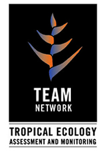 TEAM
NETWORK
TROPICAL ECOLOGY
ASSESSMENT AND MONITORING